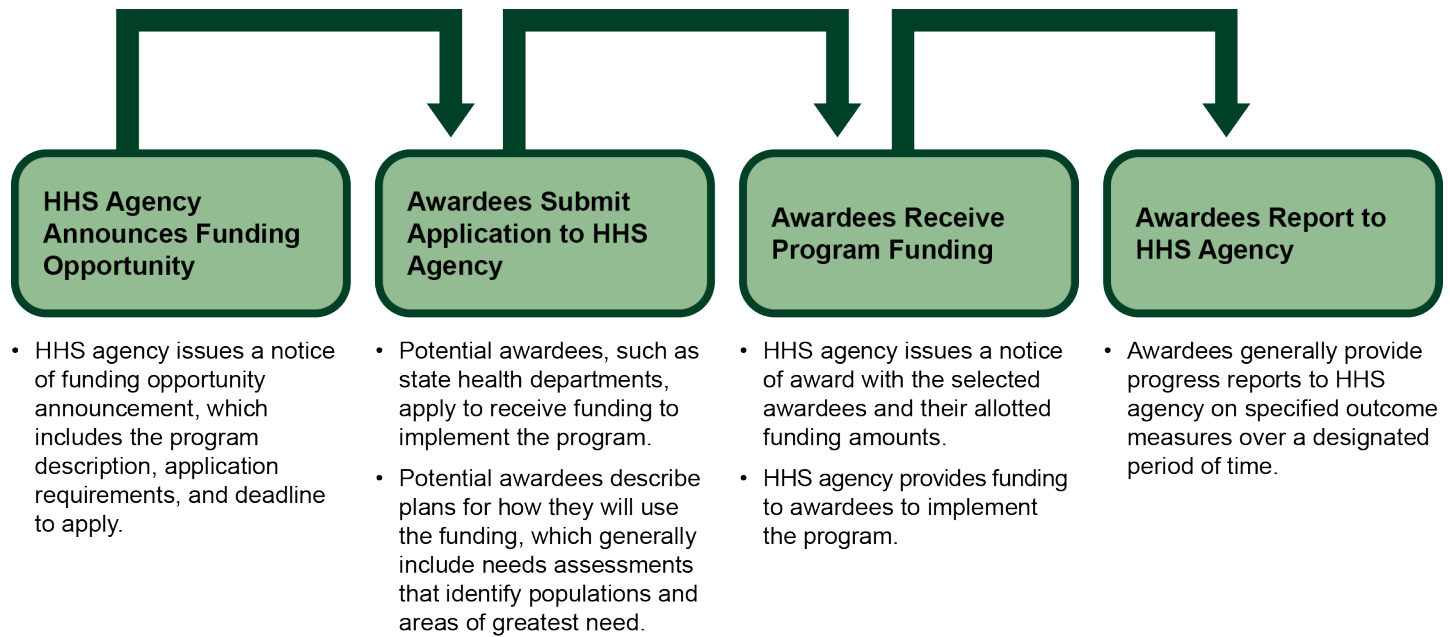 HHS Agency
Announces Funding
Opportunity
Awardees Submit
Application to HHS
Agency
Awardees Receive
Program Funding
Awardees Report to
HHS Agency
• HHS agency issues a notice
of funding opportunity
announcement, which
includes the program
description, application
requirements, and deadline
to apply.
• Potential awardees, such as
state health departments,
apply to receive funding to
implement the program.
• Potential awardees describe
plans for how they will use
the funding, which generally
include needs assessments
that identify populations and
areas of greatest need.
• HHS agency issues a notice
of award with the selected
awardees and their allotted
funding amounts.
• HHS agency provides funding
to awardees to implement
the program.
• Awardees generally provide
progress reports to HHS
agency on specified outcome
measures over a designated
period of time.